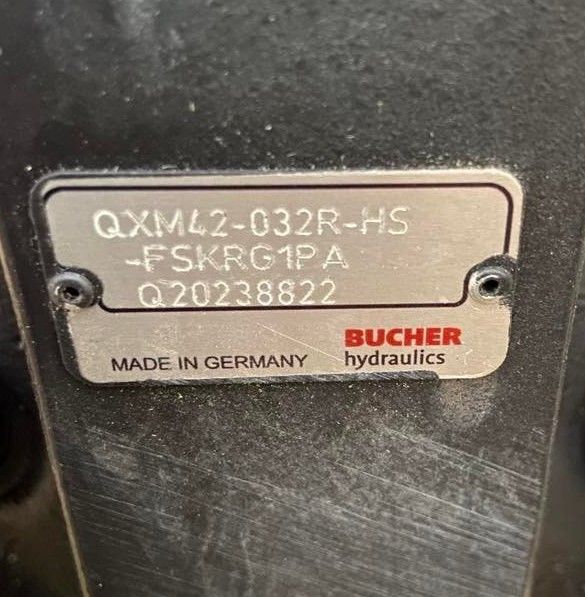 QXM42-032R-HS
-FSKRG1PA
Q20238822
BUCHER
hydraulics
MADE IN GERMANY